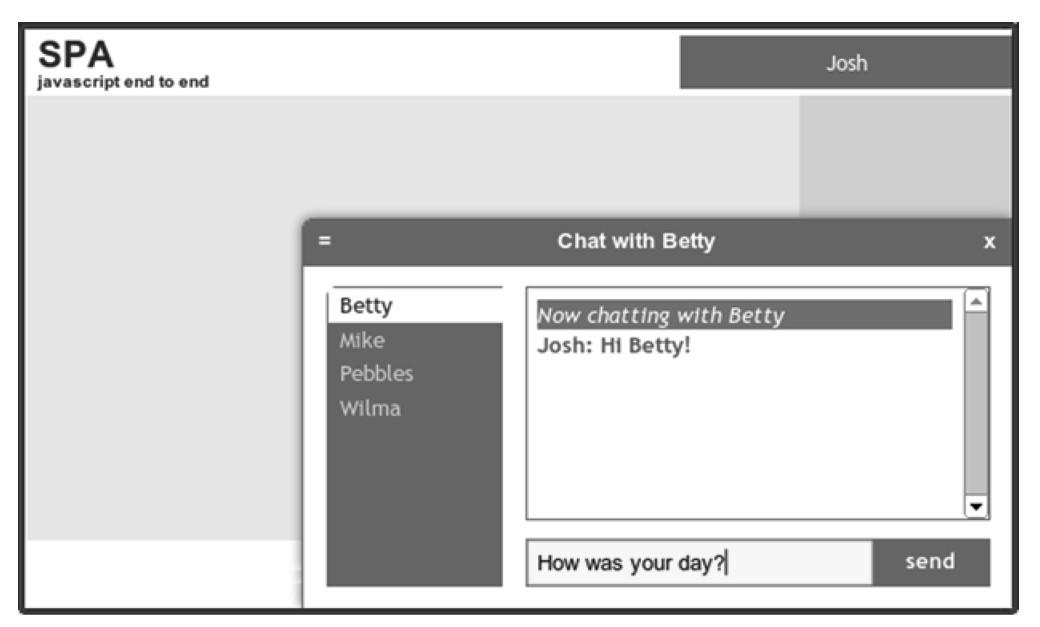 SPA
javascript end to end
Josh
= Chat with Betty x
Betty
Mike
Pebbles
Wilma
Now chatting with Betty
Josh: Hi Betty!
How was your day?
send